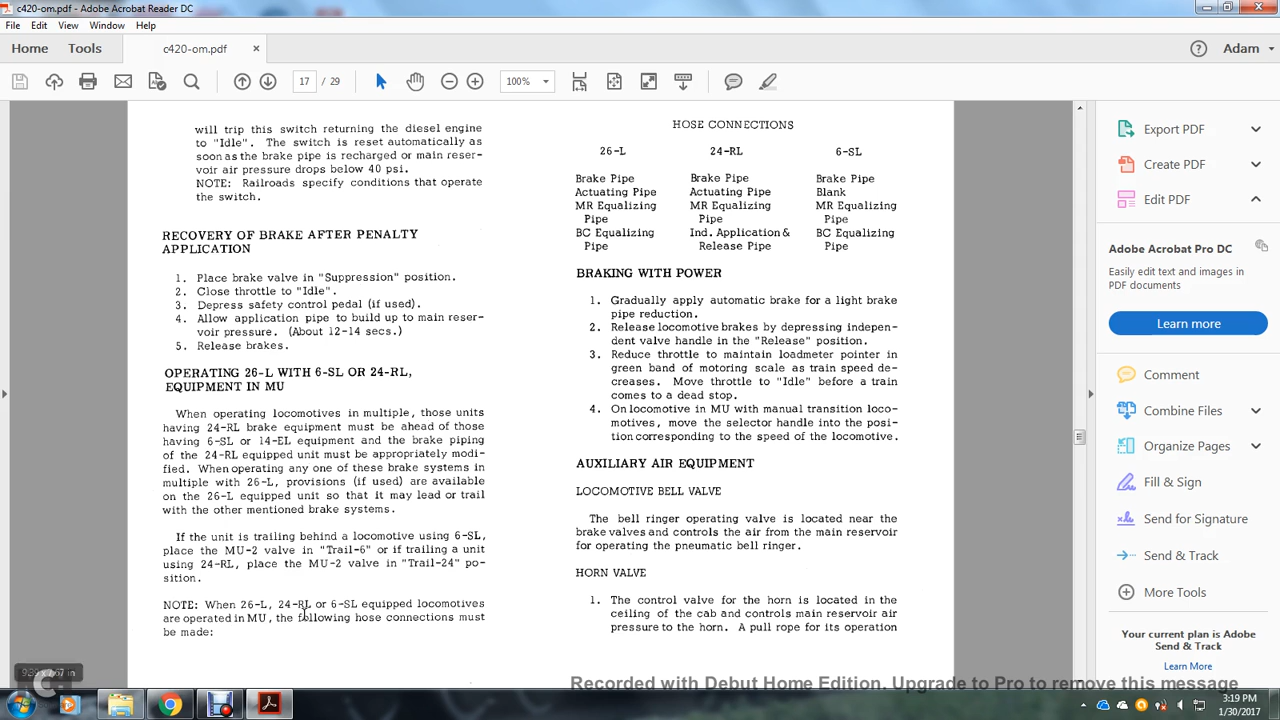 c420-om.pdf - Adobe Acrobat Reader DC
File Edit View Window Help
Home Tools c420-om.pdf × Adam
17 / 29 100%
will trip this switch returning the diesel engine
to "Idle". The switch is reset automatically as
soon as the brake pipe is recharged or main reser-
voir air pressure drops below 40 psi.
NOTE: Railroads specify conditions that operate
the switch.
RECOVERY OF BRAKE AFTER PENALTY
APPLICATION
1. Place brake valve in "Suppression" position.
2. Close throttle to "Idle".
3. Depress safety control pedal (if used).
4. Allow application pipe to build up to main reser-
voir pressure. (About 12-14 secs.)
5. Release brakes.
OPERATING 26-L WITH 6-SL OR 24-RL,
EQUIPMENT IN MU
When operating locomotives in multiple, those units
having 24-RL brake equipment must be ahead of those
having 6-SL or 14-EL equipment and the brake piping
of the 24-RL equipped unit must be appropriately modi-
fied. When operating any one of these brake systems in
multiple with 26-L, provisions (if used) are available
on the 26-L equipped unit so that it may lead or trail
with the other mentioned brake systems.
If the unit is trailing behind a locomotive using 6-SL,
place the MU-2 valve in "Trail-6" or if trailing a unit
using 24-RL, place the MU-2 valve in "Trail-24" po-
sition.
NOTE: When 26-L, 24-RL or 6-SL equipped locomotives
are operated in MU, the following hose connections must
be made:
HOSE CONNECTIONS
26-L 24-RL 6-SL
Brake Pipe Brake Pipe Brake Pipe
Actuating Pipe Actuating Pipe Blank
MR Equalizing MR Equalizing MR Equalizing
Pipe Pipe Pipe
BC Equalizing Ind. Application & BC Equalizing
Pipe Release Pipe Pipe
BRAKING WITH POWER
1. Gradually apply automatic brake for a light brake
pipe reduction.
2. Release locomotive brakes by depressing indepen-
dent valve handle in the "Release" position.
3. Reduce throttle to maintain loadmeter pointer in
green band of motoring scale as train speed de-
creases. Move throttle to "Idle" before a train
comes to a dead stop.
4. On locomotive in MU with manual transition loco-
motives, move the selector handle into the posi-
tion corresponding to the speed of the locomotive.
AUXILIARY AIR EQUIPMENT
LOCOMOTIVE BELL VALVE
The bell ringer operating valve is located near the
brake valves and controls the air from the main reservoir
for operating the pneumatic bell ringer.
HORN VALVE
1. The control valve for the horn is located in the
ceiling of the cab and controls main reservoir air
pressure to the horn. A pull rope for its operation
Export PDF
Create PDF
Edit PDF
Adobe Acrobat Pro DC
Easily edit text and images in
PDF documents
Learn more
Comment
Combine Files
Organize Pages
Fill & Sign
Send for Signature
Send & Track
More Tools
Your current plan is Adobe
Send & Track
Learn More
Recorded with Debut Home Edition. Upgrade to Pro to remove this message
3:19 PM
1/30/2017